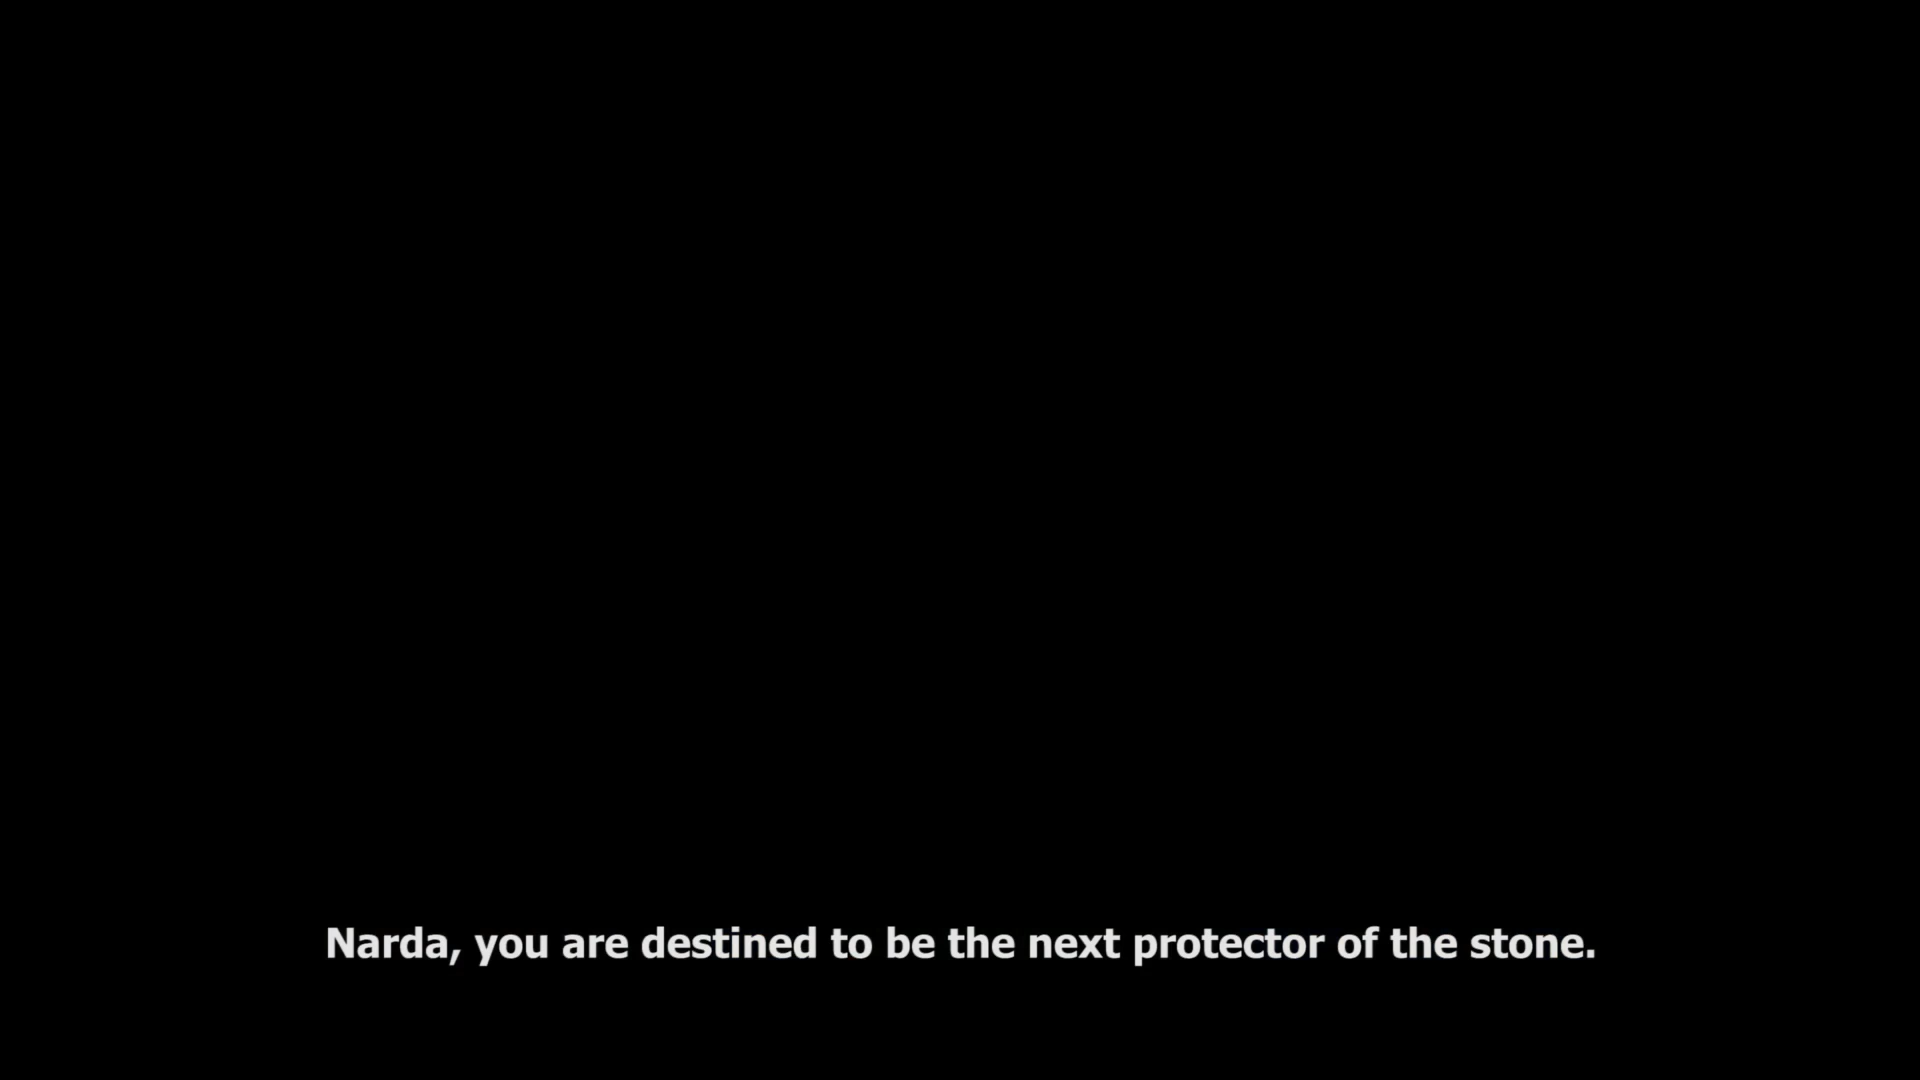 Narda, you are destined to be the next protector of the stone.